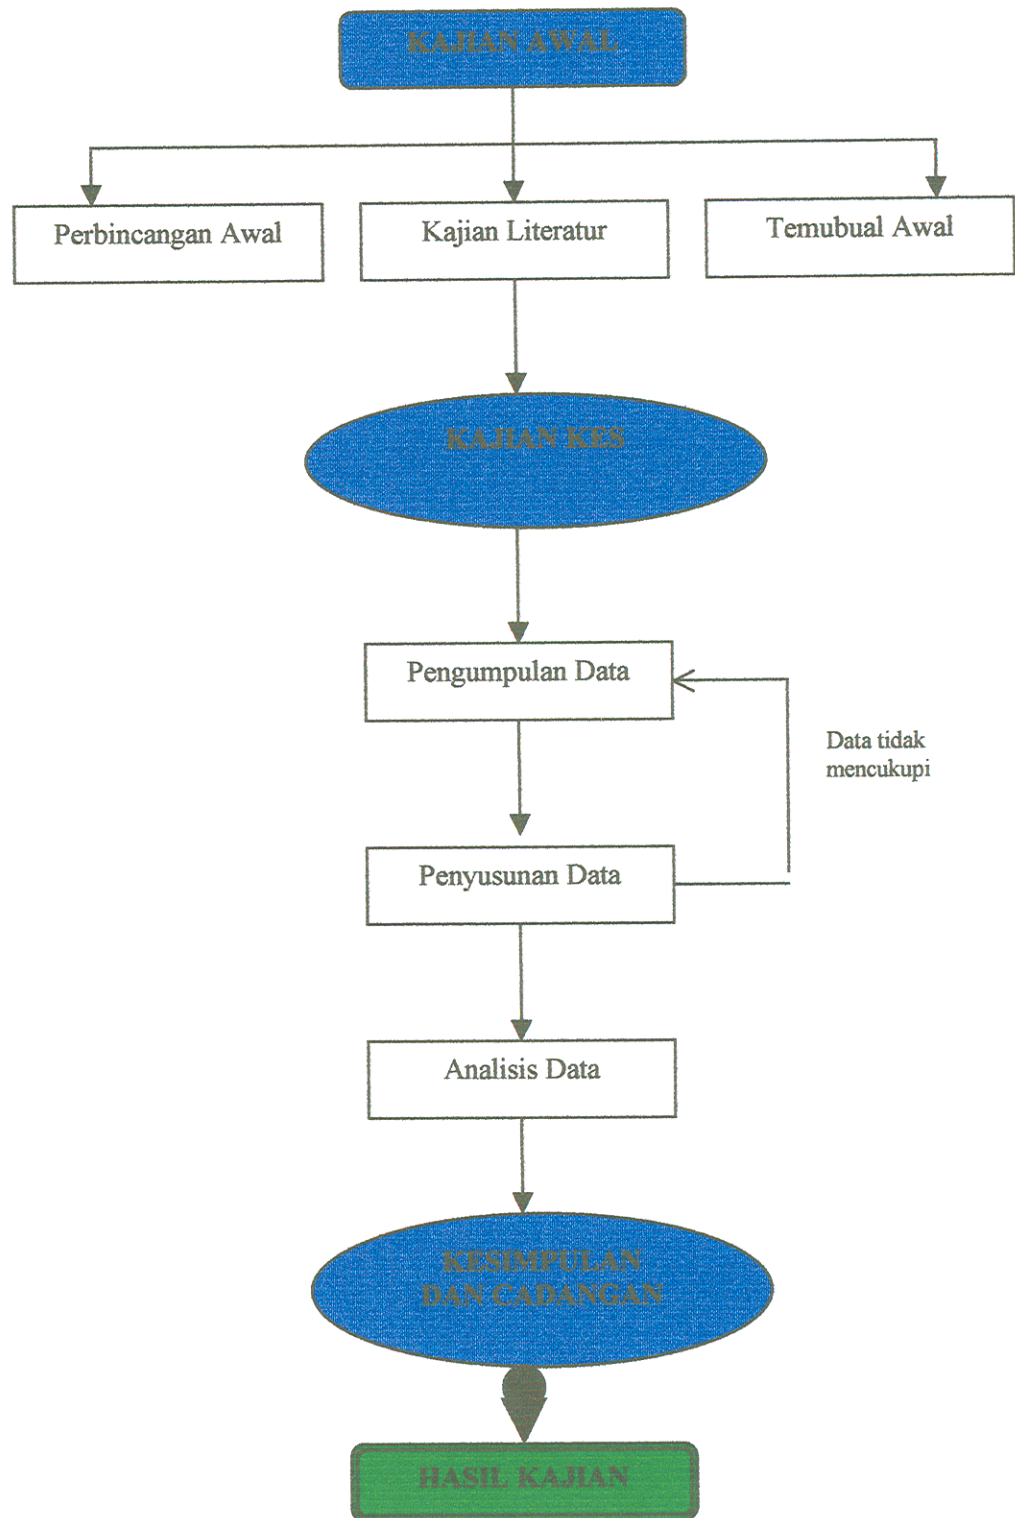 KAJIAN AWAL
Perbincangan Awal
Kajian Literatur
Temubual Awal
KAJIAN KES
Pengumpulan Data
Data tidak
mencukupi
Penyusunan Data
Analisis Data
KESIMPULAN
DAN CADANGAN
HASIL KAJIAN